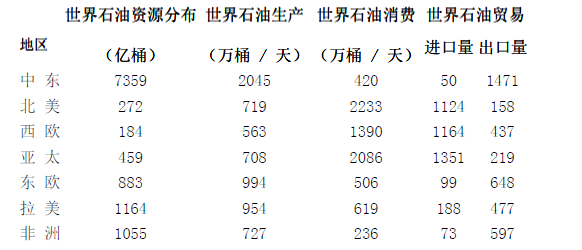 世界石油资源分布 世界石油生产 世界石油消费 世界石油贸易
地区 （亿桶） （万桶 / 天） （万桶 / 天） 进口量 出口量
中 东 7359 2045 420 50 1471
北 美 272 719 2233 1124 158
西 欧 184 563 1390 1164 437
亚 太 459 708 2086 1351 219
东 欧 883 994 506 99 648
拉 美 1164 954 619 188 477
非 洲 1055 727 236 73 597